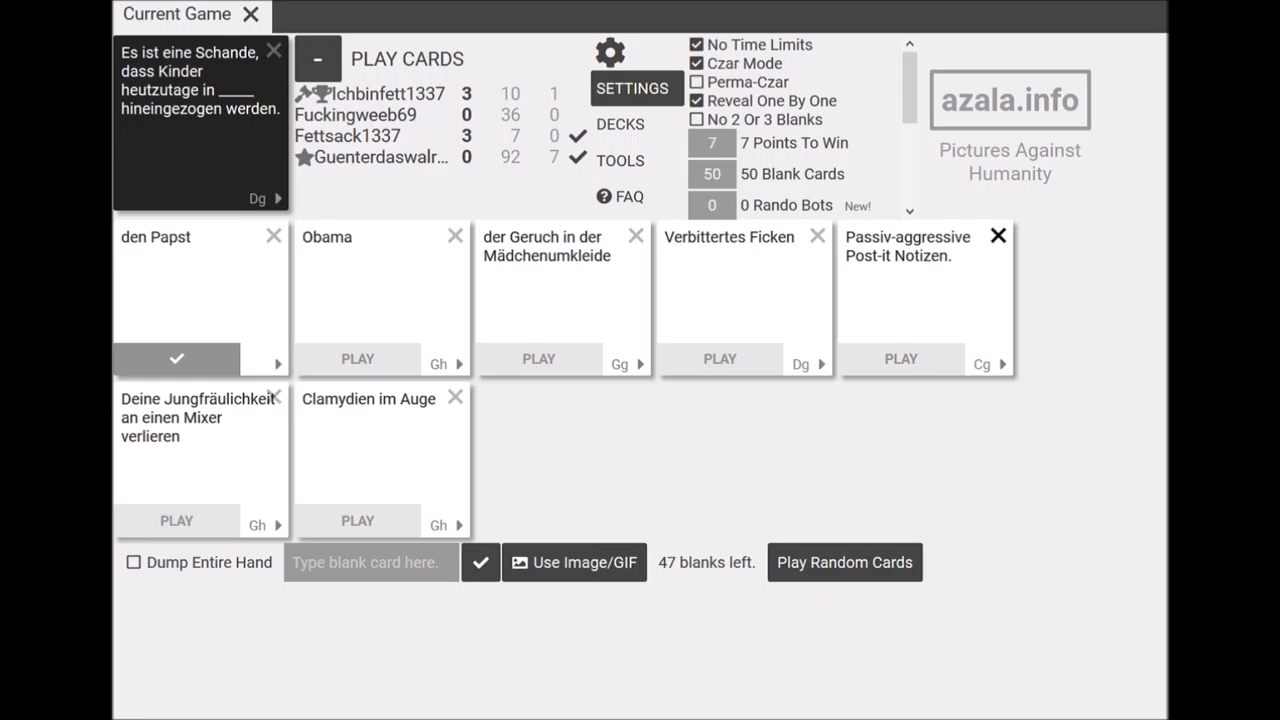 Current Game
Es ist eine Schande,
dass Kinder
heutzutage in _____
hineingezogen werden.
Dg
-
PLAY CARDS
Ichbinfett1337 3 10 1
Fuckingweeb69 0 36 0
Fettsack1337 3 7 0
Guenterdaswalr... 0 92 7
SETTINGS
DECKS
TOOLS
FAQ
No Time Limits
Czar Mode
Perma-Czar
Reveal One By One
No 2 Or 3 Blanks
7 7 Points To Win
50 50 Blank Cards
0 0 Rando Bots New!
azala.info
Pictures Against
Humanity
den Papst
Obama
PLAY
Gh
der Geruch in der
Mädchenumkleide
PLAY
Gg
Verbittertes Ficken
PLAY
Dg
Passiv-aggressive
Post-it Notizen.
PLAY
Cg
Deine Jungfräulichkeit
an einen Mixer
verlieren
PLAY
Gh
Clamydien im Auge
PLAY
Gh
Dump Entire Hand
Type blank card here.
Use Image/GIF
47 blanks left.
Play Random Cards